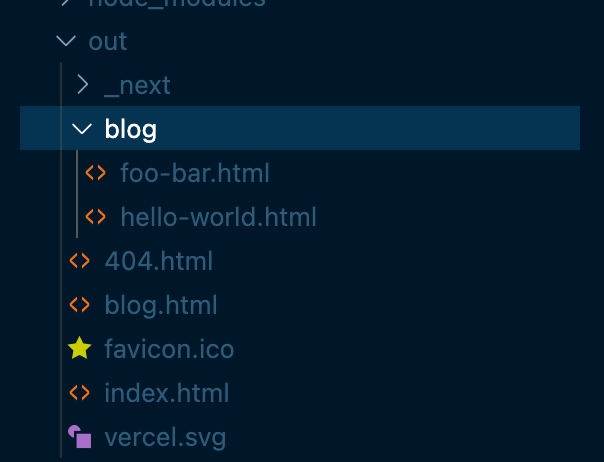 node_modules
out
_next
blog
foo-bar.html
hello-world.html
404.html
blog.html
favicon.ico
index.html
vercel.svg